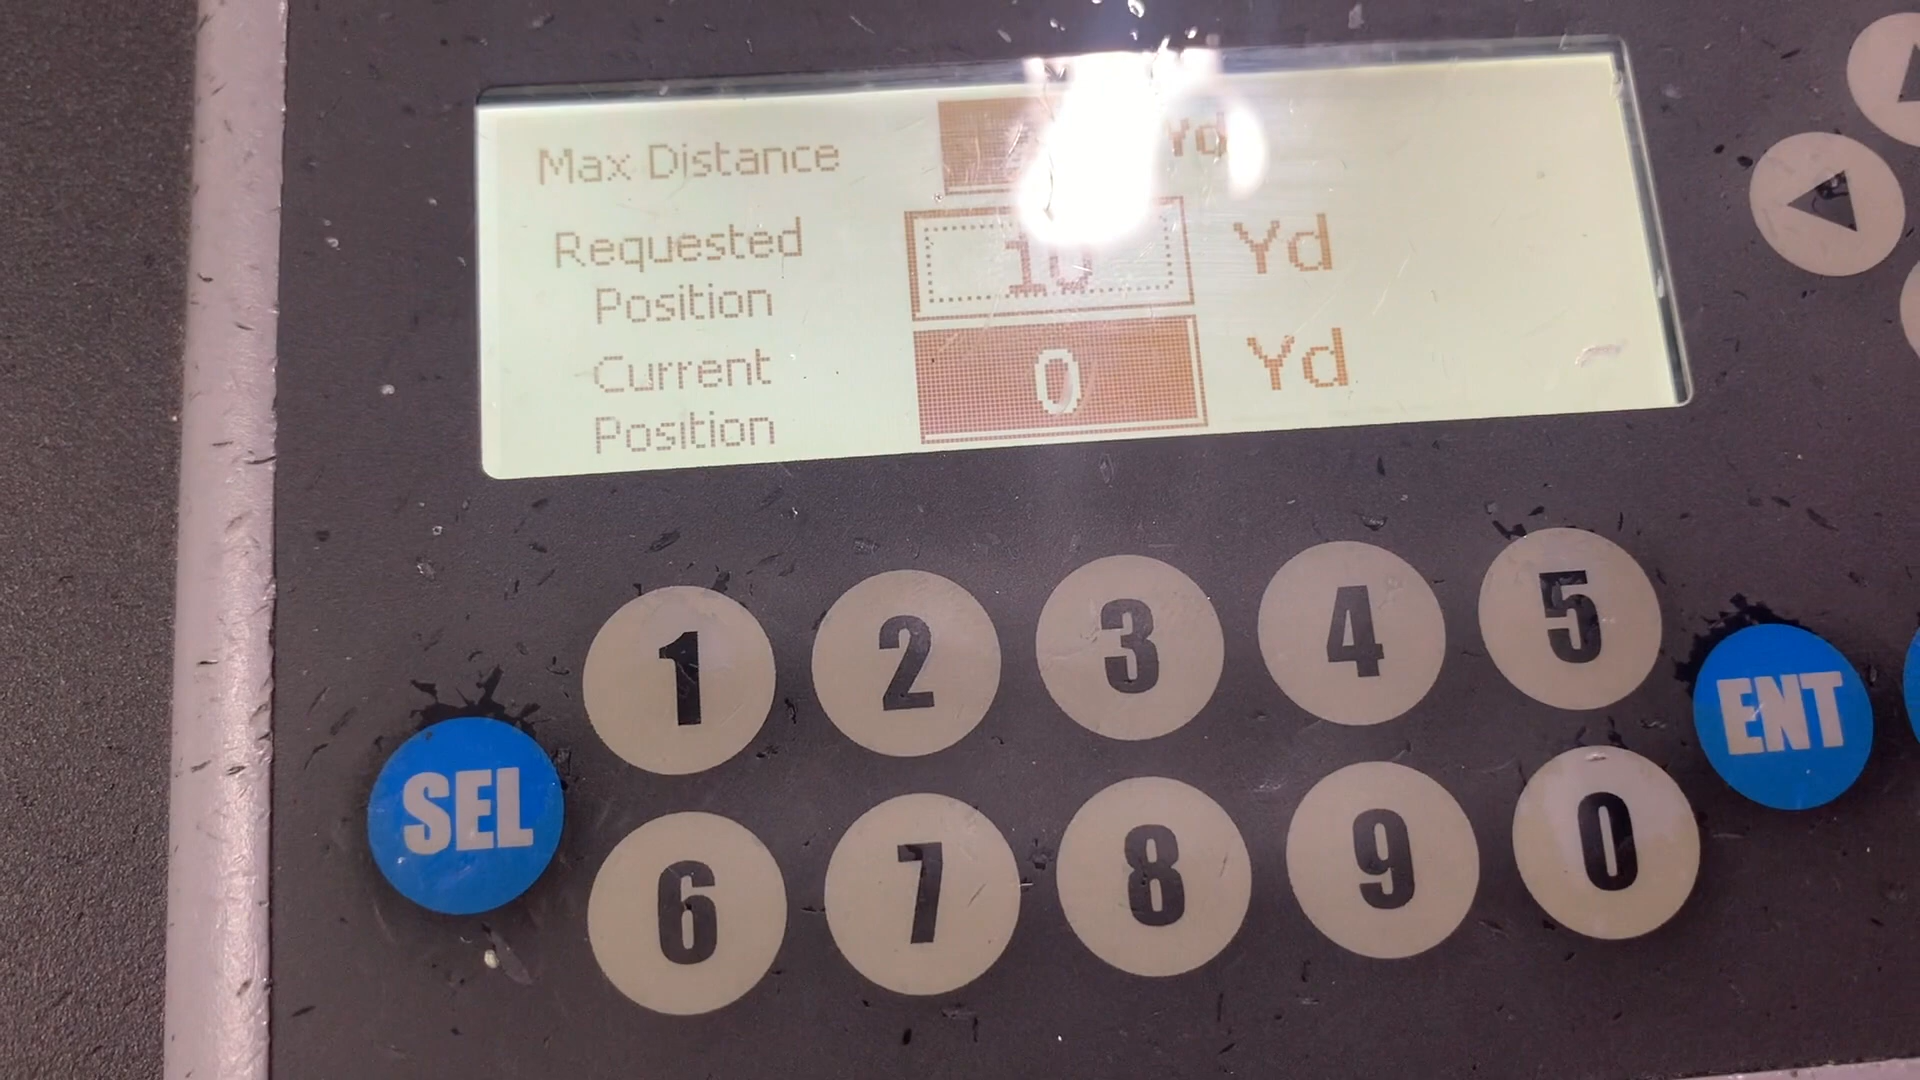 Max Distance Yd
Requested Position 10 Yd
Current Position 0 Yd
1 2 3 4 5
SEL ENT
6 7 8 9 0